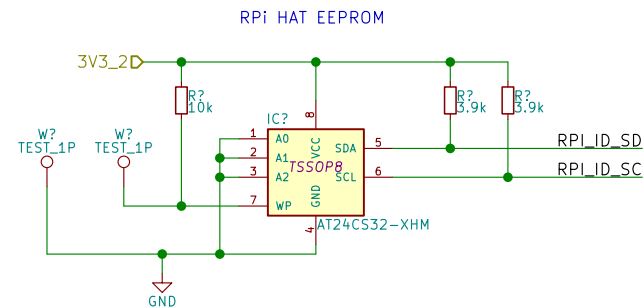 RPi HAT EEPROM
3V3_2
R?
10k
R?
3.9k
R?
3.9k
W?
TEST_1P
W?
TEST_1P
IC?
8
1
A0
VCC
SDA
5
RPI_ID_SD
2
A1
TSSOP8
3
A2
SCL
6
RPI_ID_SC
7
WP
GND
4
AT24CS32-XHM
GND